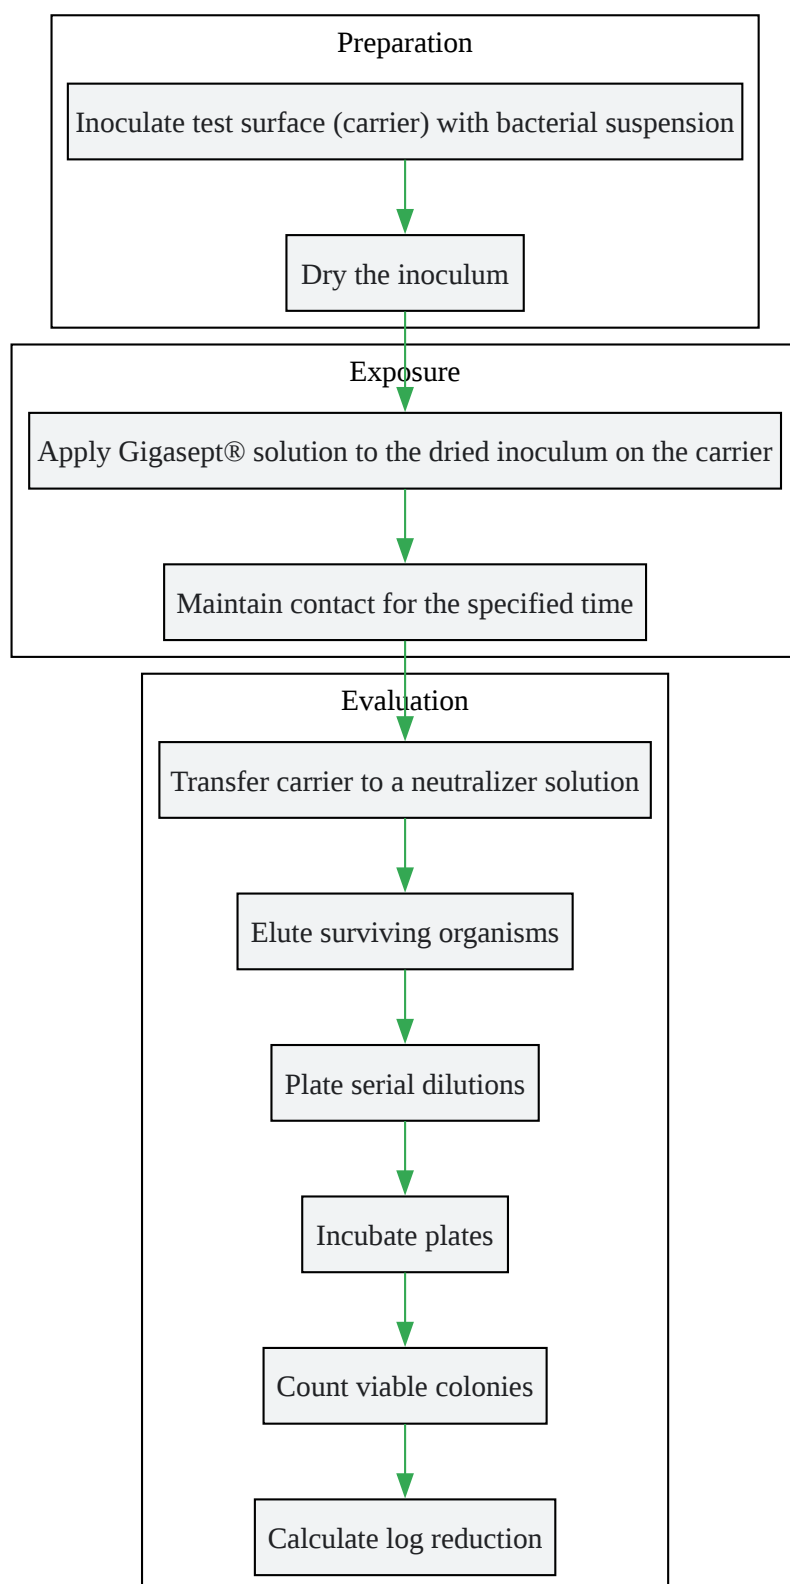 Preparation
Inoculate test surface (carrier) with bacterial suspension
Dry the inoculum
Exposure
Apply Gigasept® solution to the dried inoculum on the carrier
Maintain contact for the specified time
Evaluation
Transfer carrier to a neutralizer solution
Elute surviving organisms
Plate serial dilutions
Incubate plates
Count viable colonies
Calculate log reduction